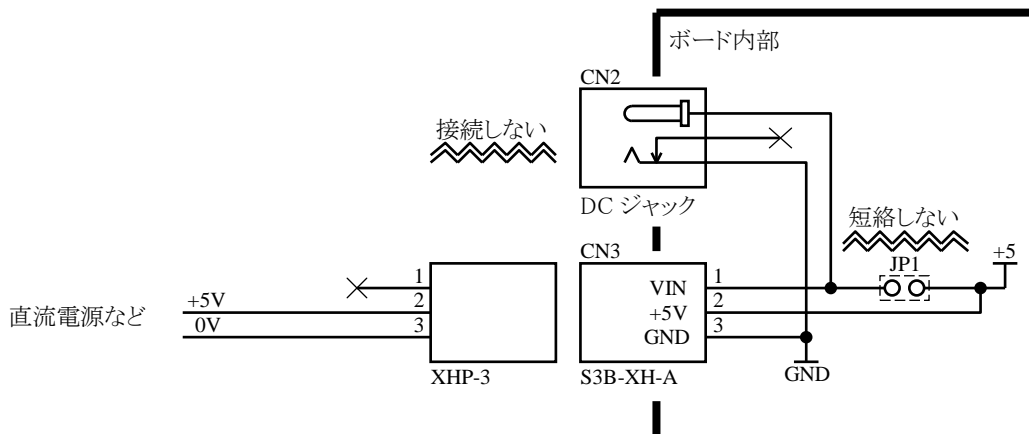 ボード内部
CN2
接続しない
DC ジャック
短絡しない
CN3
JP1
+5
1
VIN
1
+5V
2
+5V
2
直流電源など
0V
3
GND
3
XHP-3
S3B-XH-A
GND